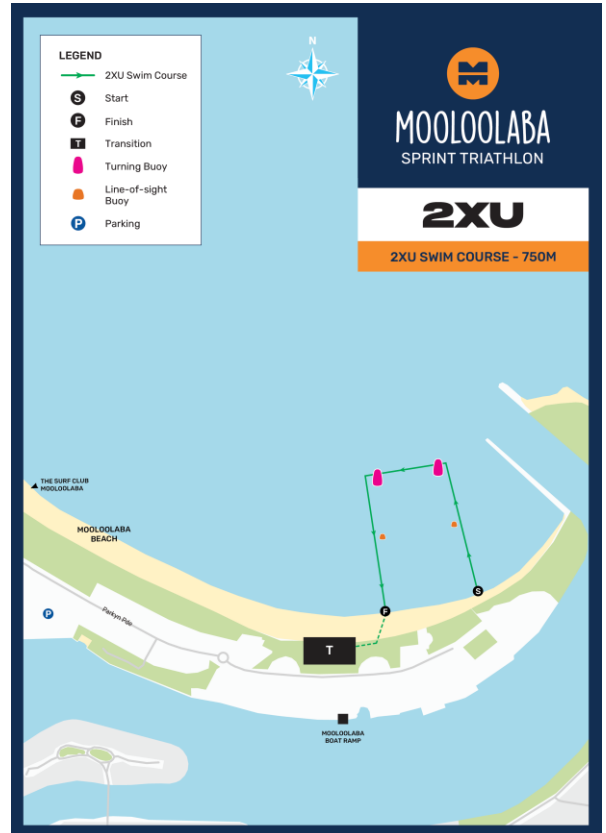 LEGEND
2XU Swim Course
S Start
F Finish
T Transition
Turning Buoy
Line-of-sight
Buoy
P Parking
N
MOOLOOLABA
SPRINT TRIATHLON
2XU
2XU SWIM COURSE - 750M
THE SURF CLUB
MOOLOOLABA
MOOLOOLABA
BEACH
P
Parkyn Pde
S
F
T
MOOLOOLABA
BOAT RAMP